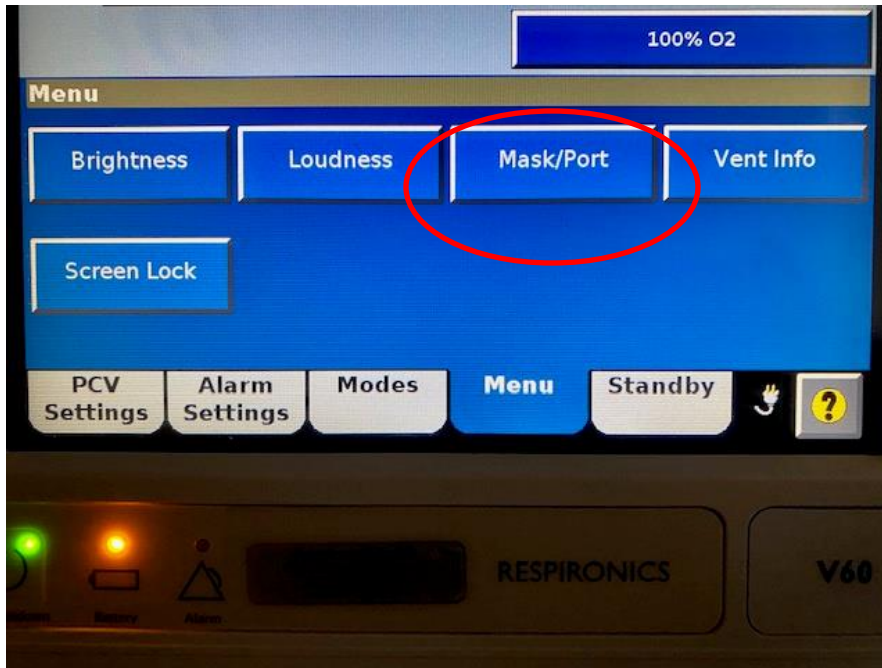 100% O2
Menu
Brightness Loudness Mask/Port Vent Info
Screen Lock
PCV Settings Alarm Settings Modes Menu Standby ?
RESPIRONICS V60
Battery Alarm